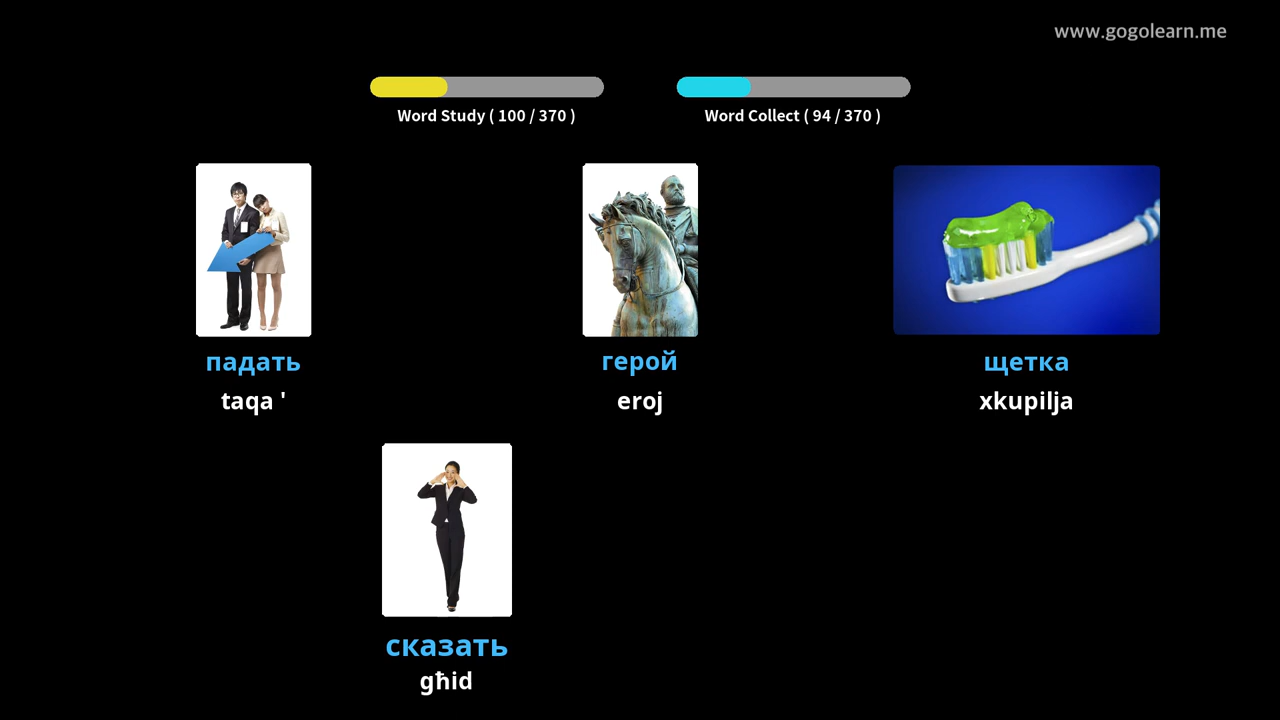 www.gogolearn.me
Word Study ( 100 / 370 )
Word Collect ( 94 / 370 )
падать
герой
щетка
taqa '
eroj
xkupilja
сказать
għid